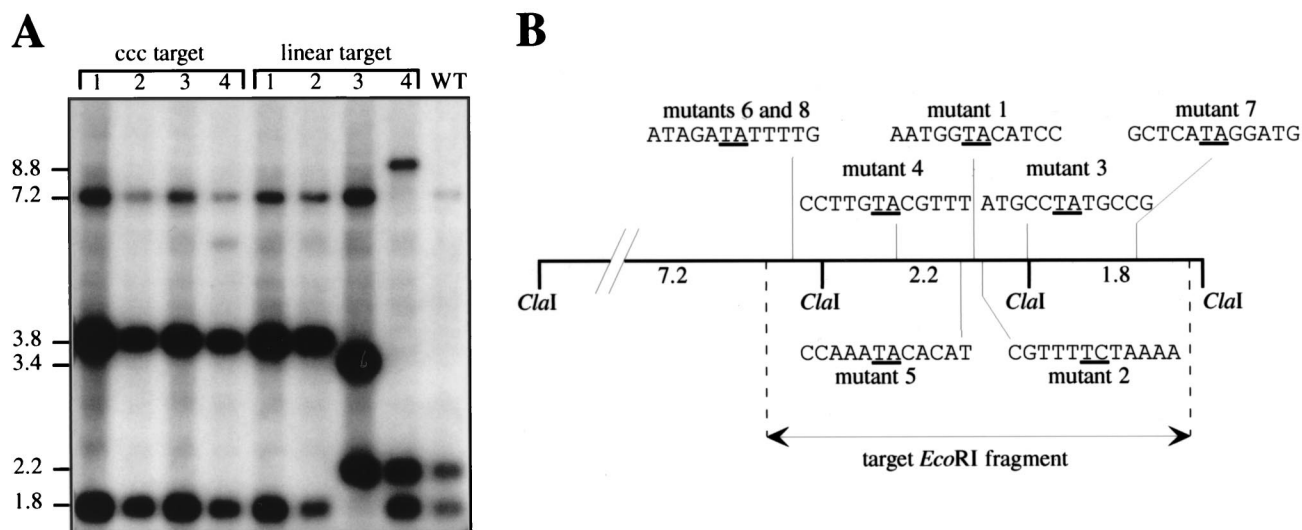 A
ccc target
linear target
1 2 3 4 1 2 3 4 WT
8.8
7.2
3.8
3.4
2.2
1.8
B
mutants 6 and 8
ATAGATATTTTG
mutant 1
AATGGTACATCC
mutant 7
GCTCATAGGATG
mutant 4
CCTTGTACGTTT
mutant 3
ATGCCTATGCCG
7.2
2.2
1.8
ClaI
ClaI
ClaI
ClaI
CCAAATACACAT
mutant 5
CGTTTTCTAAAA
mutant 2
target EcoRI fragment